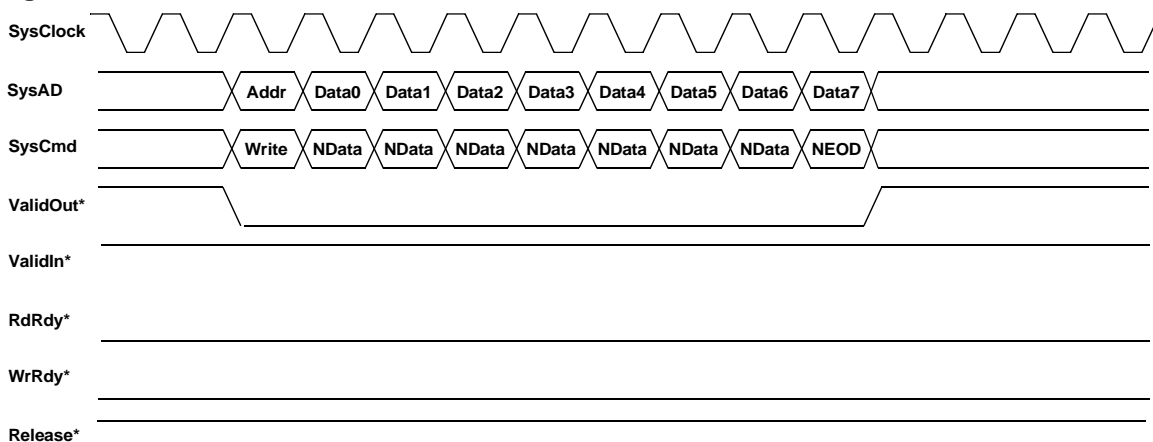 SysClock
SysAD Addr Data0 Data1 Data2 Data3 Data4 Data5 Data6 Data7
SysCmd Write NData NData NData NData NData NData NData NEOD
ValidOut*
ValidIn*
RdRdy*
WrRdy*
Release*